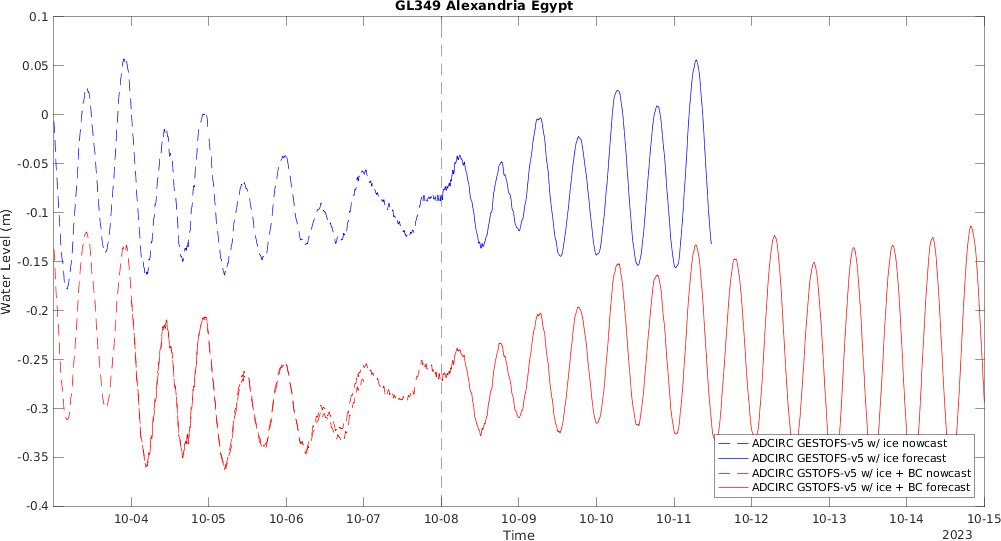 GL349 Alexandria Egypt
0.1
0.05
0
-0.05
-0.1
-0.15
-0.2
-0.25
-0.3
-0.35
-0.4
Water Level (m)
ADCIRC GESTOFS-v5 w/ ice nowcast
ADCIRC GESTOFS-v5 w/ ice forecast
ADCIRC GSTOFS-v5 w/ ice + BC nowcast
ADCIRC GSTOFS-v5 w/ ice + BC forecast
10-04 10-05 10-06 10-07 10-08 10-09 10-10 10-11 10-12 10-13 10-14 10-15
Time
2023